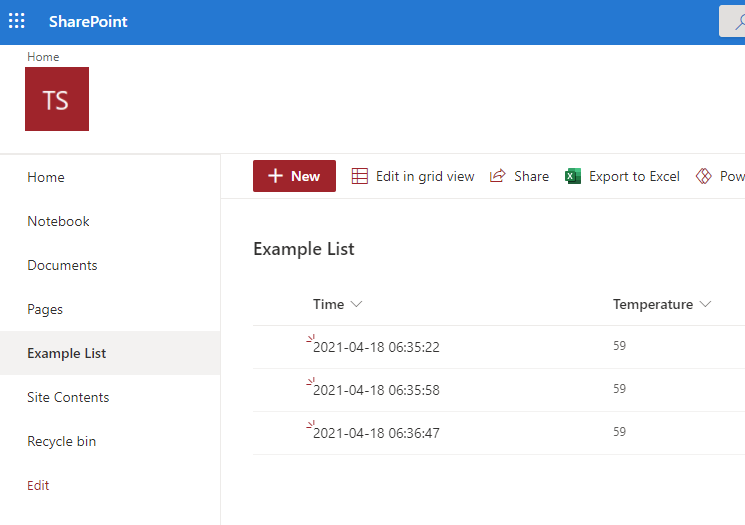 SharePoint
Home
TS
Home
Notebook
Documents
Pages
Example List
Site Contents
Recycle bin
Edit
New Edit in grid view Share Export to Excel Pow
Example List
Time Temperature
2021-04-18 06:35:22 59
2021-04-18 06:35:58 59
2021-04-18 06:36:47 59